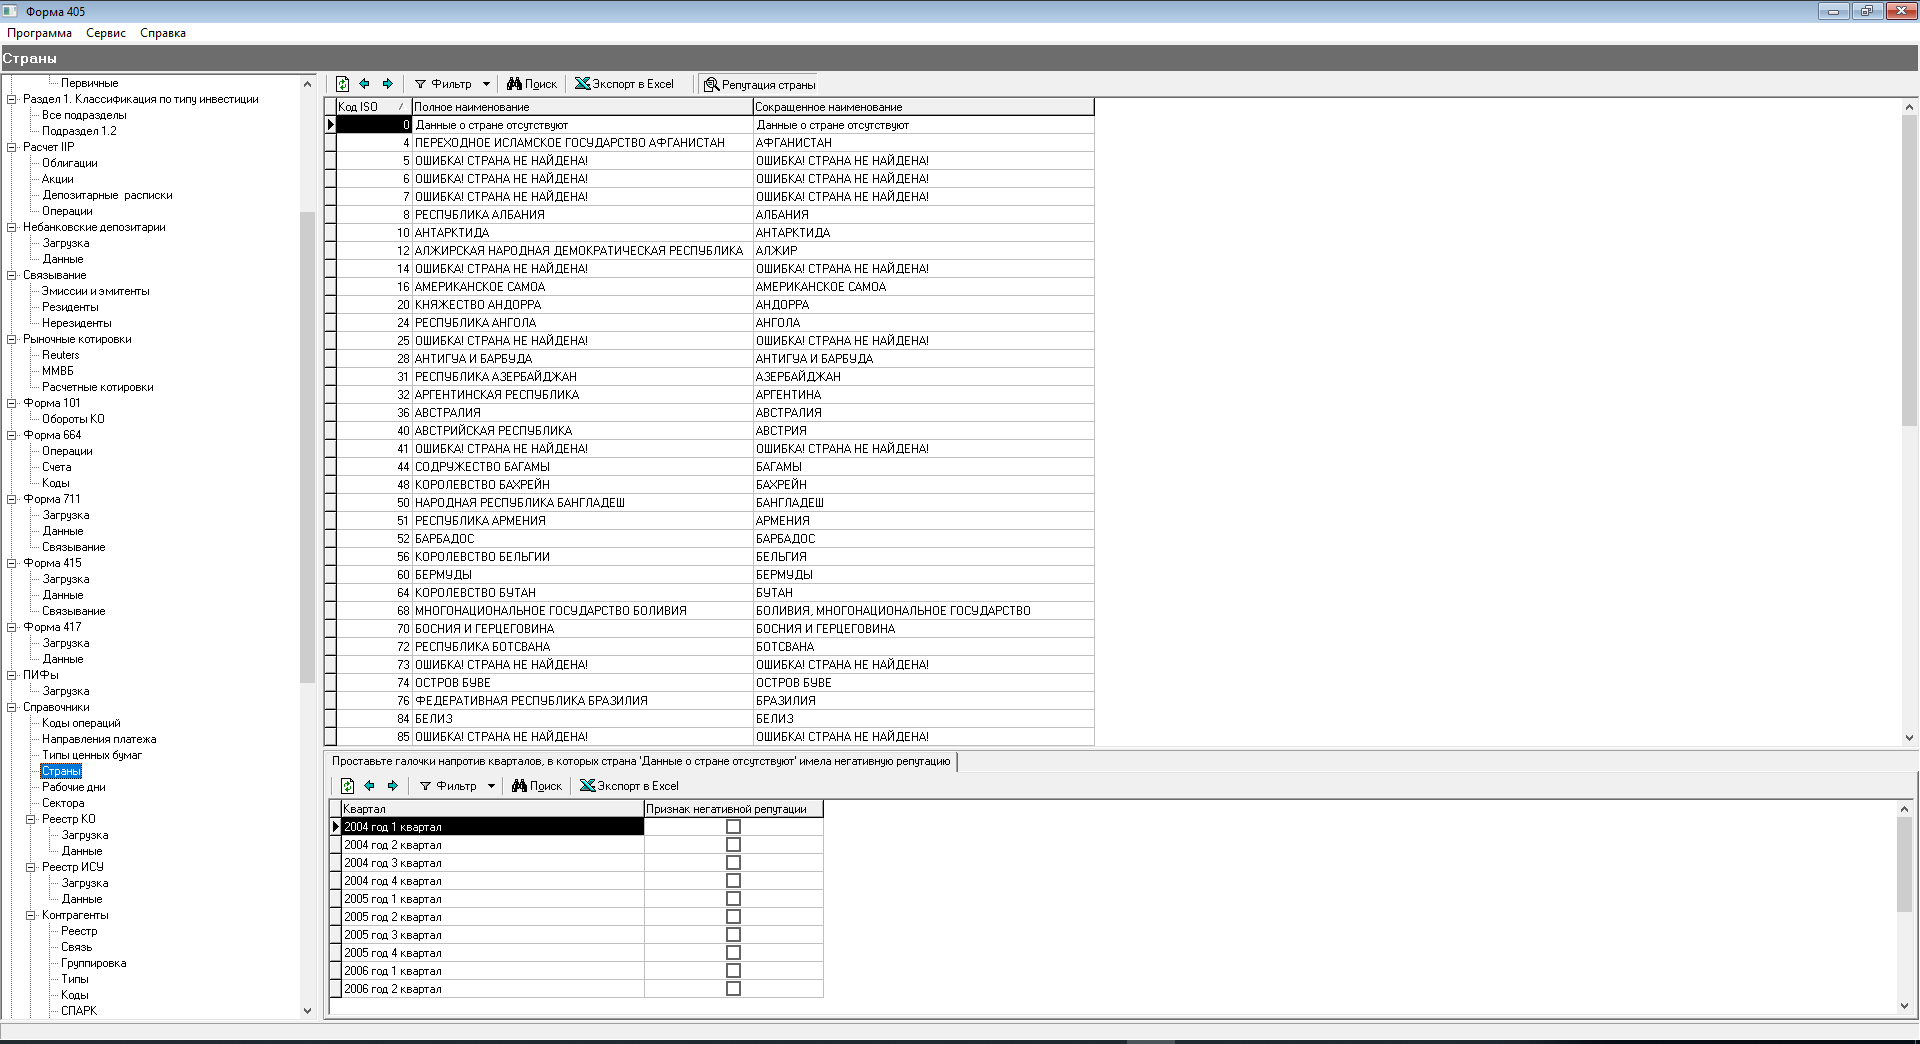 Форма 405
Программа Сервис Справка
Страны
Первичные
Раздел 1. Классификация по типу инвестиции
Все подразделы
Подраздел 1.2
Расчет IIP
Облигации
Акции
Депозитарные расписки
Операции
Небанковские депозитарии
Загрузка
Данные
Связывание
Эмиссии и эмитенты
Резиденты
Нерезиденты
Рыночные котировки
Reuters
ММВБ
Расчетные котировки
Форма 101
Обороты КО
Форма 664
Операции
Счета
Коды
Форма 711
Загрузка
Данные
Связывание
Форма 415
Загрузка
Данные
Связывание
Форма 417
Загрузка
Данные
ПИФы
Загрузка
Справочники
Коды операций
Направления платежа
Типы ценных бумаг
Страны
Рабочие дни
Сектора
Реестр КО
Загрузка
Данные
Реестр ИСУ
Загрузка
Данные
Контрагенты
Реестр
Связь
Группировка
Типы
Коды
СПАРК
Фильтр Поиск Экспорт в Excel Репутация страны
Код ISO Полное наименование Сокращенное наименование
0 Данные о стране отсутствуют Данные о стране отсутствуют
4 ПЕРЕХОДНОЕ ИСЛАМСКОЕ ГОСУДАРСТВО АФГАНИСТАН АФГАНИСТАН
5 ОШИБКА! СТРАНА НЕ НАЙДЕНА! ОШИБКА! СТРАНА НЕ НАЙДЕНА!
6 ОШИБКА! СТРАНА НЕ НАЙДЕНА! ОШИБКА! СТРАНА НЕ НАЙДЕНА!
7 ОШИБКА! СТРАНА НЕ НАЙДЕНА! ОШИБКА! СТРАНА НЕ НАЙДЕНА!
8 РЕСПУБЛИКА АЛБАНИЯ АЛБАНИЯ
10 АНТАРКТИДА АНТАРКТИДА
12 АЛЖИРСКАЯ НАРОДНАЯ ДЕМОКРАТИЧЕСКАЯ РЕСПУБЛИКА АЛЖИР
14 ОШИБКА! СТРАНА НЕ НАЙДЕНА! ОШИБКА! СТРАНА НЕ НАЙДЕНА!
16 АМЕРИКАНСКОЕ САМОА АМЕРИКАНСКОЕ САМОА
20 КНЯЖЕСТВО АНДОРРА АНДОРРА
24 РЕСПУБЛИКА АНГОЛА АНГОЛА
25 ОШИБКА! СТРАНА НЕ НАЙДЕНА! ОШИБКА! СТРАНА НЕ НАЙДЕНА!
28 АНТИГУА И БАРБУДА АНТИГУА И БАРБУДА
31 РЕСПУБЛИКА АЗЕРБАЙДЖАН АЗЕРБАЙДЖАН
32 АРГЕНТИНСКАЯ РЕСПУБЛИКА АРГЕНТИНА
36 АВСТРАЛИЯ АВСТРАЛИЯ
40 АВСТРИЙСКАЯ РЕСПУБЛИКА АВСТРИЯ
41 ОШИБКА! СТРАНА НЕ НАЙДЕНА! ОШИБКА! СТРАНА НЕ НАЙДЕНА!
44 СОДРУЖЕСТВО БАГАМЫ БАГАМЫ
48 КОРОЛЕВСТВО БАХРЕЙН БАХРЕЙН
50 НАРОДНАЯ РЕСПУБЛИКА БАНГЛАДЕШ БАНГЛАДЕШ
51 РЕСПУБЛИКА АРМЕНИЯ АРМЕНИЯ
52 БАРБАДОС БАРБАДОС
56 КОРОЛЕВСТВО БЕЛЬГИИ БЕЛЬГИЯ
60 БЕРМУДЫ БЕРМУДЫ
64 КОРОЛЕВСТВО БУТАН БУТАН
68 МНОГОНАЦИОНАЛЬНОЕ ГОСУДАРСТВО БОЛИВИЯ БОЛИВИЯ, МНОГОНАЦИОНАЛЬНОЕ ГОСУДАРСТВО
70 БОСНИЯ И ГЕРЦЕГОВИНА БОСНИЯ И ГЕРЦЕГОВИНА
72 РЕСПУБЛИКА БОТСВАНА БОТСВАНА
73 ОШИБКА! СТРАНА НЕ НАЙДЕНА! ОШИБКА! СТРАНА НЕ НАЙДЕНА!
74 ОСТРОВ БУВЕ ОСТРОВ БУВЕ
76 ФЕДЕРАТИВНАЯ РЕСПУБЛИКА БРАЗИЛИЯ БРАЗИЛИЯ
84 БЕЛИЗ БЕЛИЗ
85 ОШИБКА! СТРАНА НЕ НАЙДЕНА! ОШИБКА! СТРАНА НЕ НАЙДЕНА!
Проставьте галочки напротив кварталов, в которых страна 'Данные о стране отсутствуют' имела негативную репутацию
Фильтр Поиск Экспорт в Excel
Квартал Признак негативной репутации
2004 год 1 квартал
2004 год 2 квартал
2004 год 3 квартал
2004 год 4 квартал
2005 год 1 квартал
2005 год 2 квартал
2005 год 3 квартал
2005 год 4 квартал
2006 год 1 квартал
2006 год 2 квартал